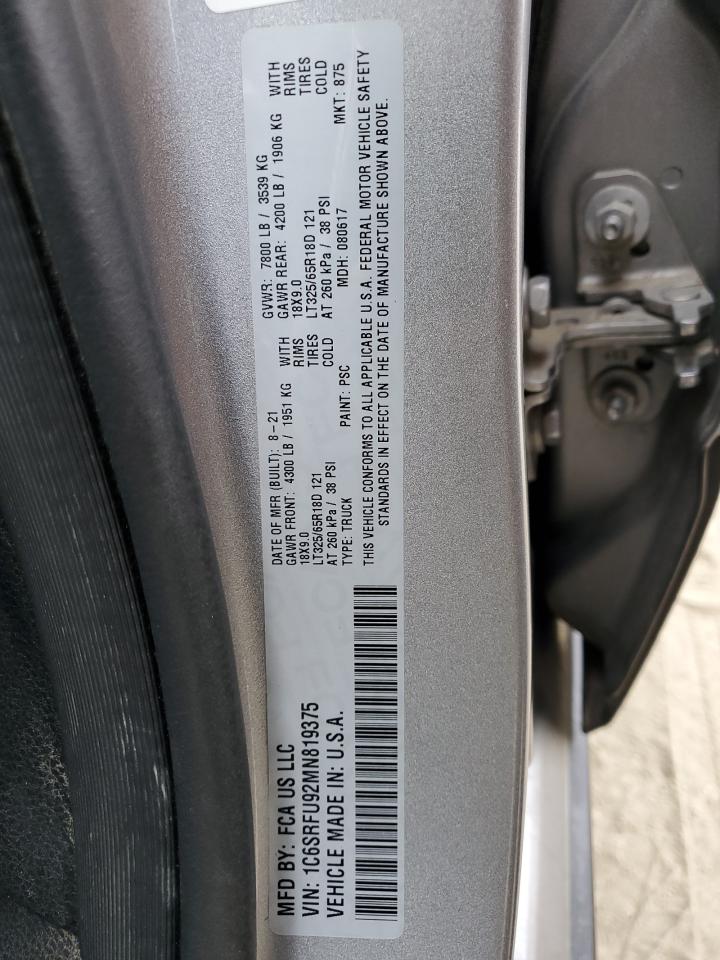 MFD BY: FCA US LLC
VIN: 1C6SRFU92MN819375
VEHICLE MADE IN: U.S.A.
DATE OF MFR (BUILT): 8-21 GVWR: 7800 LB / 3539 KG
GAWR FRONT: 4300 LB / 1951 KG WITH GAWR REAR: 4200 LB / 1906 KG WITH
18X9.0 RIMS 18X9.0 RIMS
LT325/65R18D 121 TIRES LT325/65R18D 121 TIRES
AT 260 kPa / 38 PSI COLD AT 260 kPa / 38 PSI COLD
TYPE: TRUCK PAINT: PSC MDH: 080617 MKT: 875
THIS VEHICLE CONFORMS TO ALL APPLICABLE U.S.A. FEDERAL MOTOR VEHICLE SAFETY
STANDARDS IN EFFECT ON THE DATE OF MANUFACTURE SHOWN ABOVE.